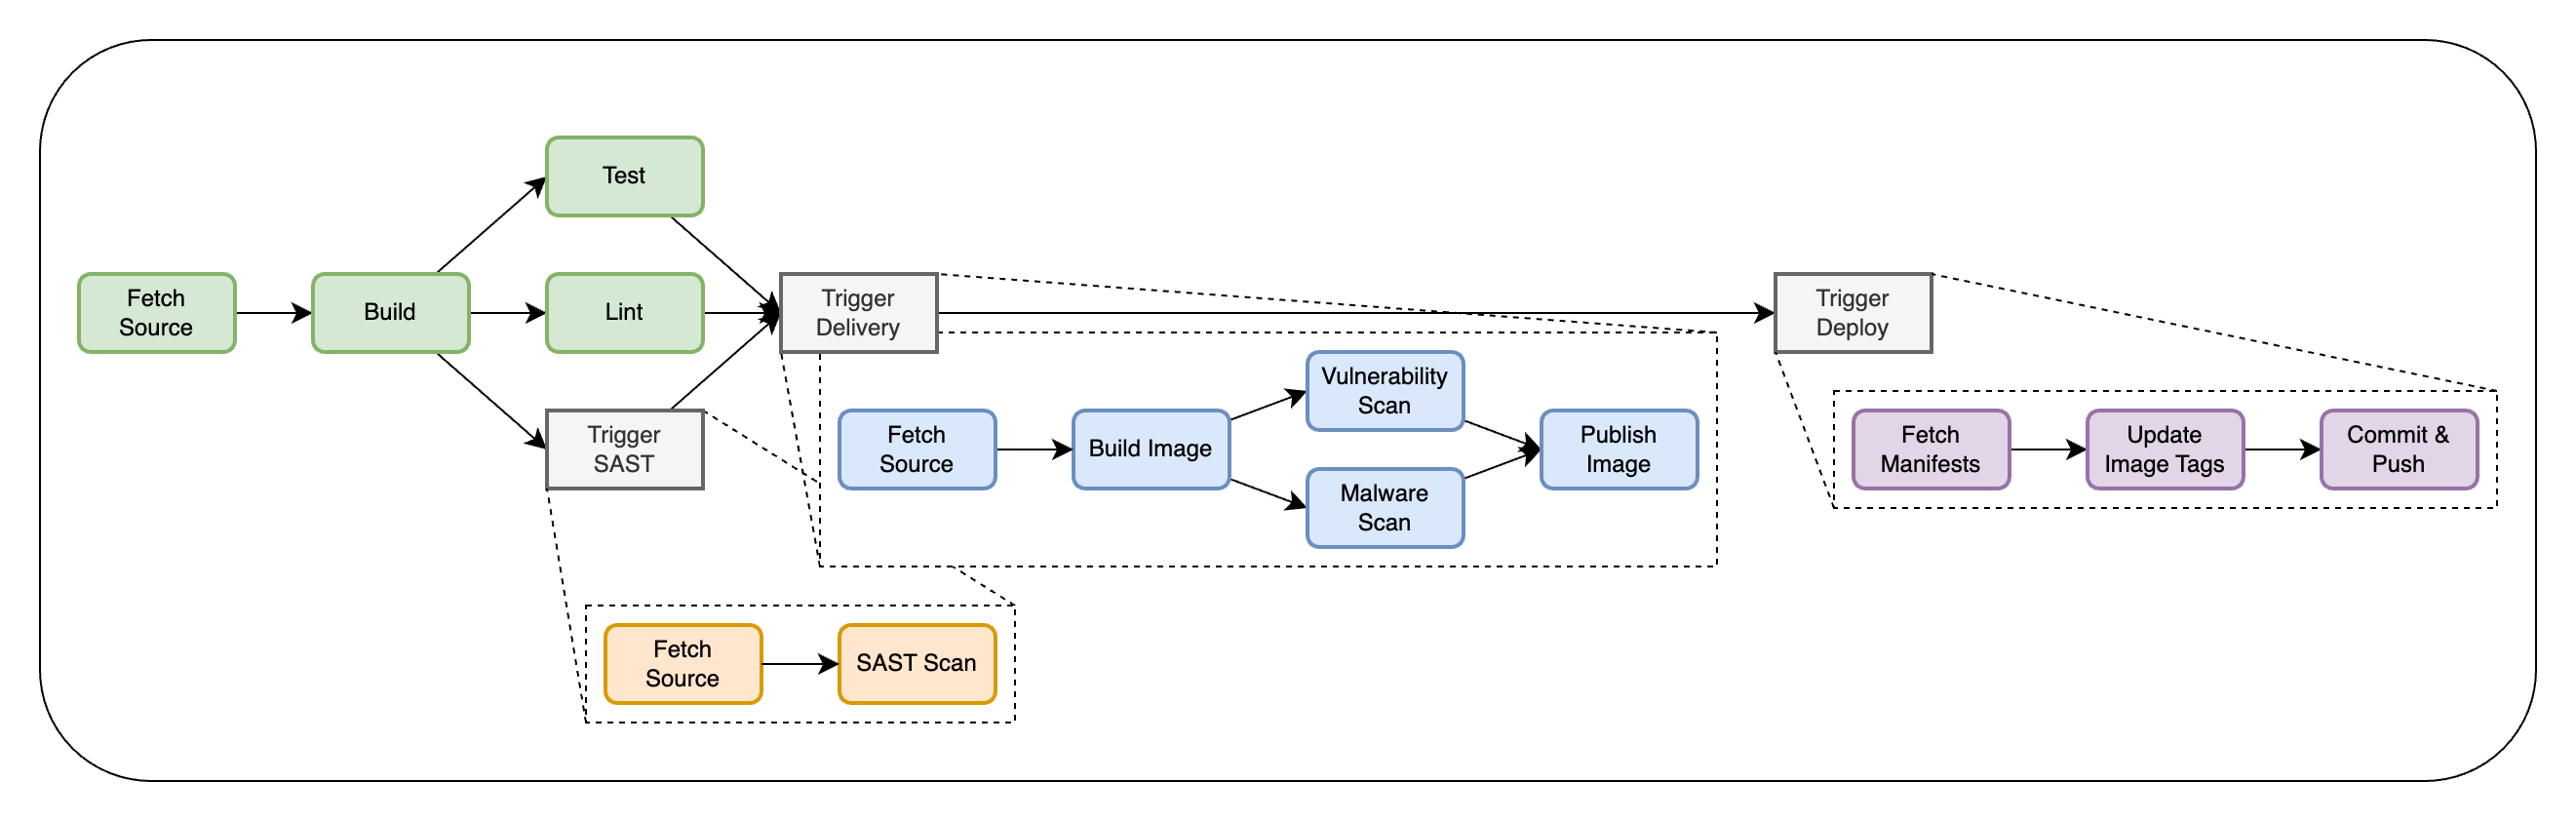 Test
Fetch
Source
Build
Lint
Trigger
Delivery
Trigger
Deploy
Trigger
SAST
Fetch
Source
Build Image
Vulnerability
Scan
Malware
Scan
Publish
Image
Fetch
Manifests
Update
Image Tags
Commit &
Push
Fetch
Source
SAST Scan